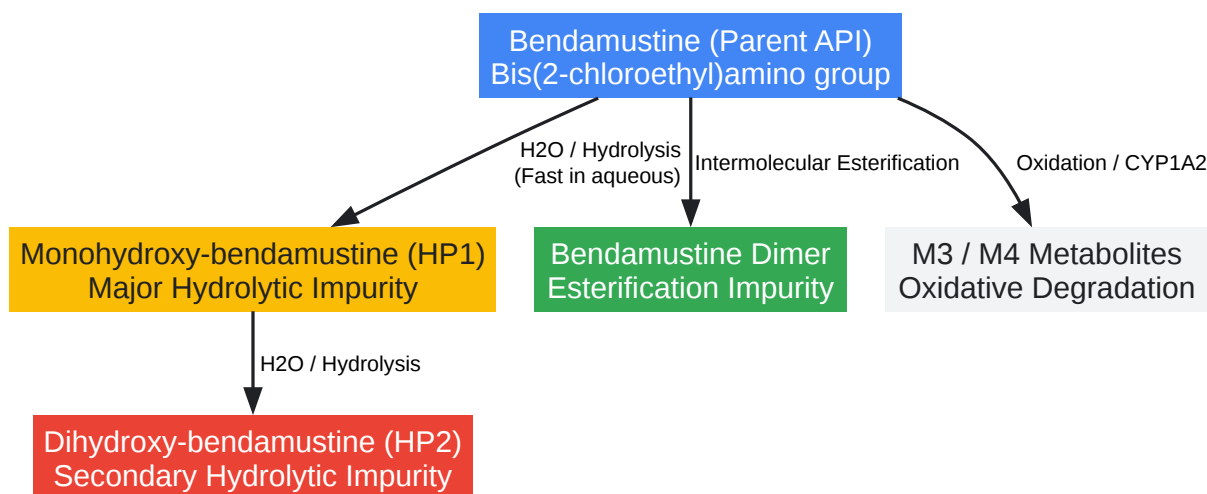 Bendamustine (Parent API)
Bis(2-chloroethyl)amino group
H2O / Hydrolysis
(Fast in aqueous)
Intermolecular Esterification
Oxidation / CYP1A2
Monohydroxy-bendamustine (HP1)
Major Hydrolytic Impurity
Bendamustine Dimer
Esterification Impurity
M3 / M4 Metabolites
Oxidative Degradation
H2O / Hydrolysis
Dihydroxy-bendamustine (HP2)
Secondary Hydrolytic Impurity